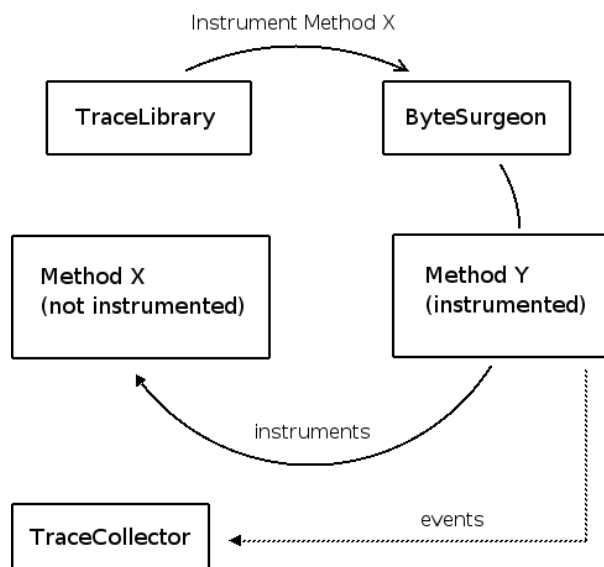 Instrument Method X
TraceLibrary
ByteSurgeon
Method X
(not instrumented)
Method Y
(instrumented)
instruments
events
TraceCollector